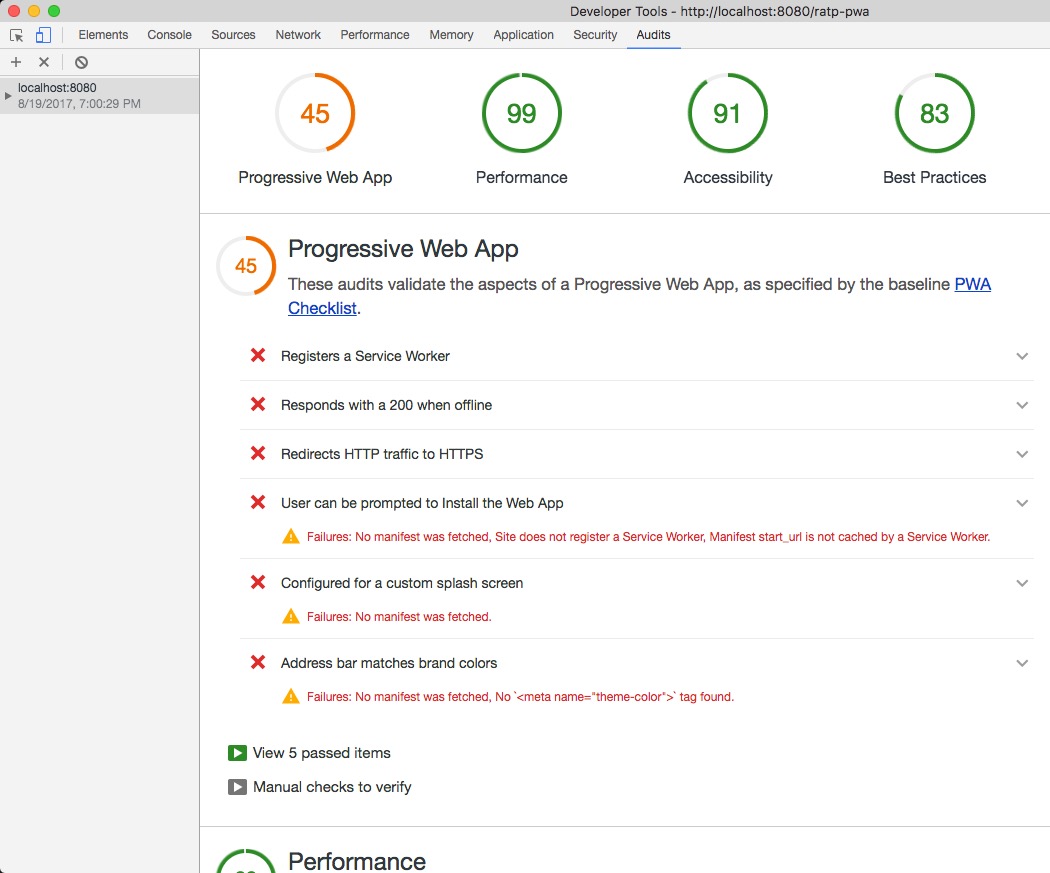 Developer Tools - http://localhost:8080/ratp-pwa
Elements Console Sources Network Performance Memory Application Security Audits
localhost:8080
8/19/2017, 7:00:29 PM
45 99 91 83
Progressive Web App Performance Accessibility Best Practices
45
Progressive Web App
These audits validate the aspects of a Progressive Web App, as specified by the baseline PWA
Checklist.
Registers a Service Worker
Responds with a 200 when offline
Redirects HTTP traffic to HTTPS
User can be prompted to Install the Web App
Failures: No manifest was fetched, Site does not register a Service Worker, Manifest start_url is not cached by a Service Worker.
Configured for a custom splash screen
Failures: No manifest was fetched.
Address bar matches brand colors
Failures: No manifest was fetched, No `<meta name="theme-color">` tag found.
View 5 passed items
Manual checks to verify
Performance